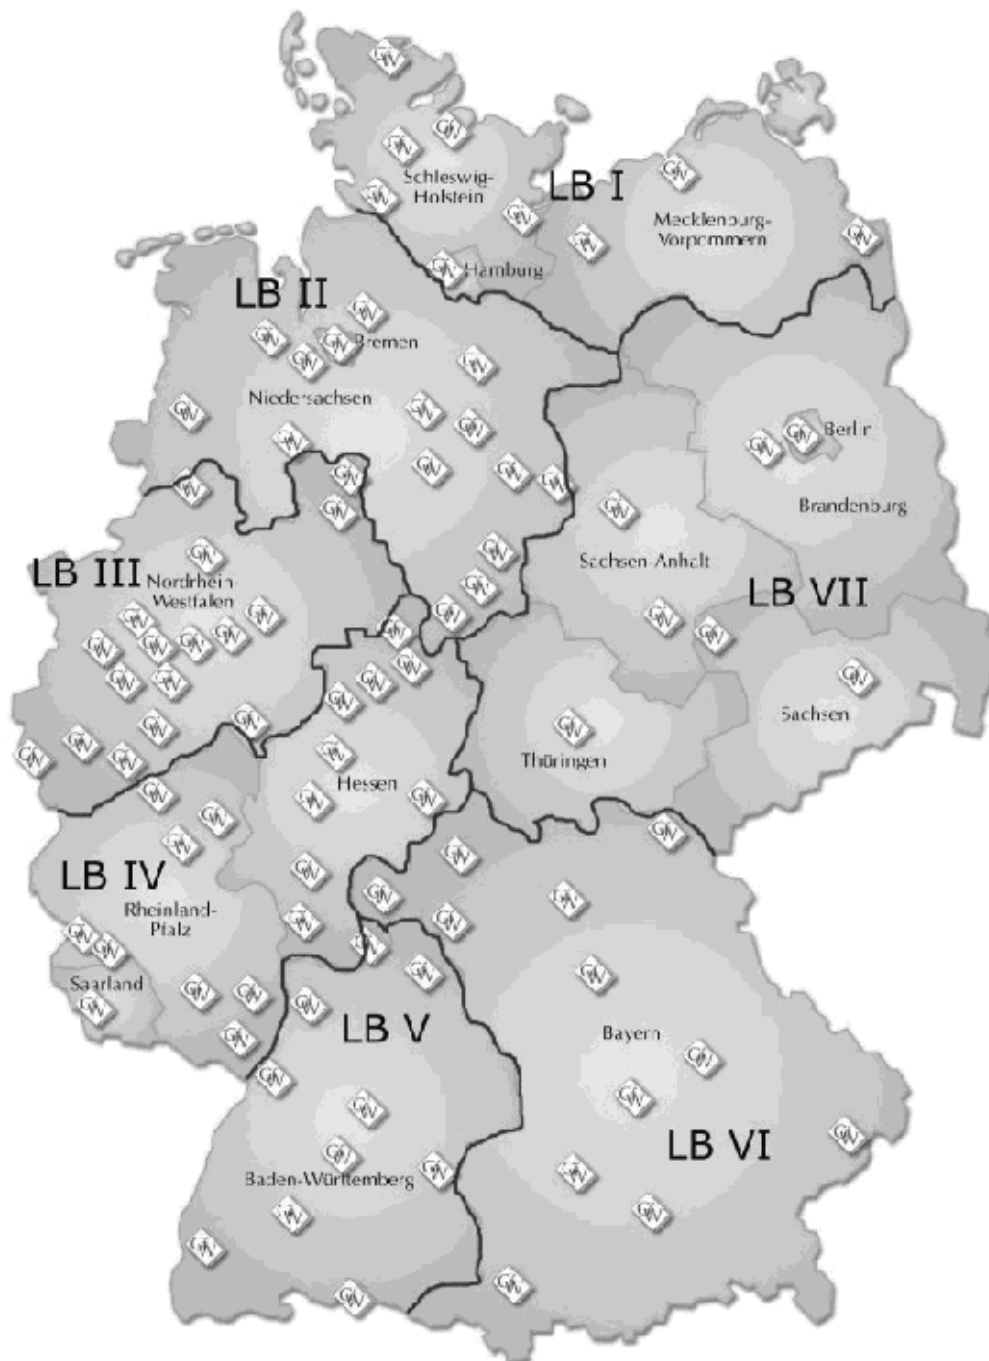 Schleswig-
Holstein
LB I
Mecklenburg-
Vorpommern
Hamburg
LB II
Bremen
Niedersachsen
Berlin
Brandenburg
Sachsen-Anhalt
LB III
Nordrhein-
Westfalen
LB VII
Sachsen
Thüringen
Hessen
LB IV
Rheinland-
Pfalz
Saarland
LB V
Bayern
LB VI
Baden-Württemberg